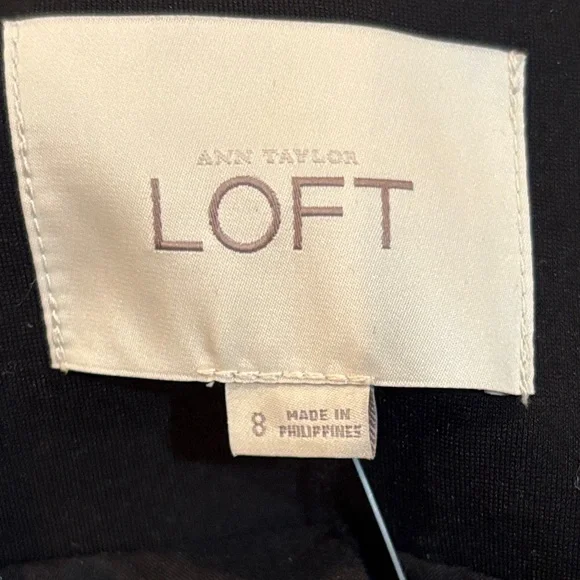 ANN TAYLOR
LOFT
8
MADE IN
PHILIPPINES